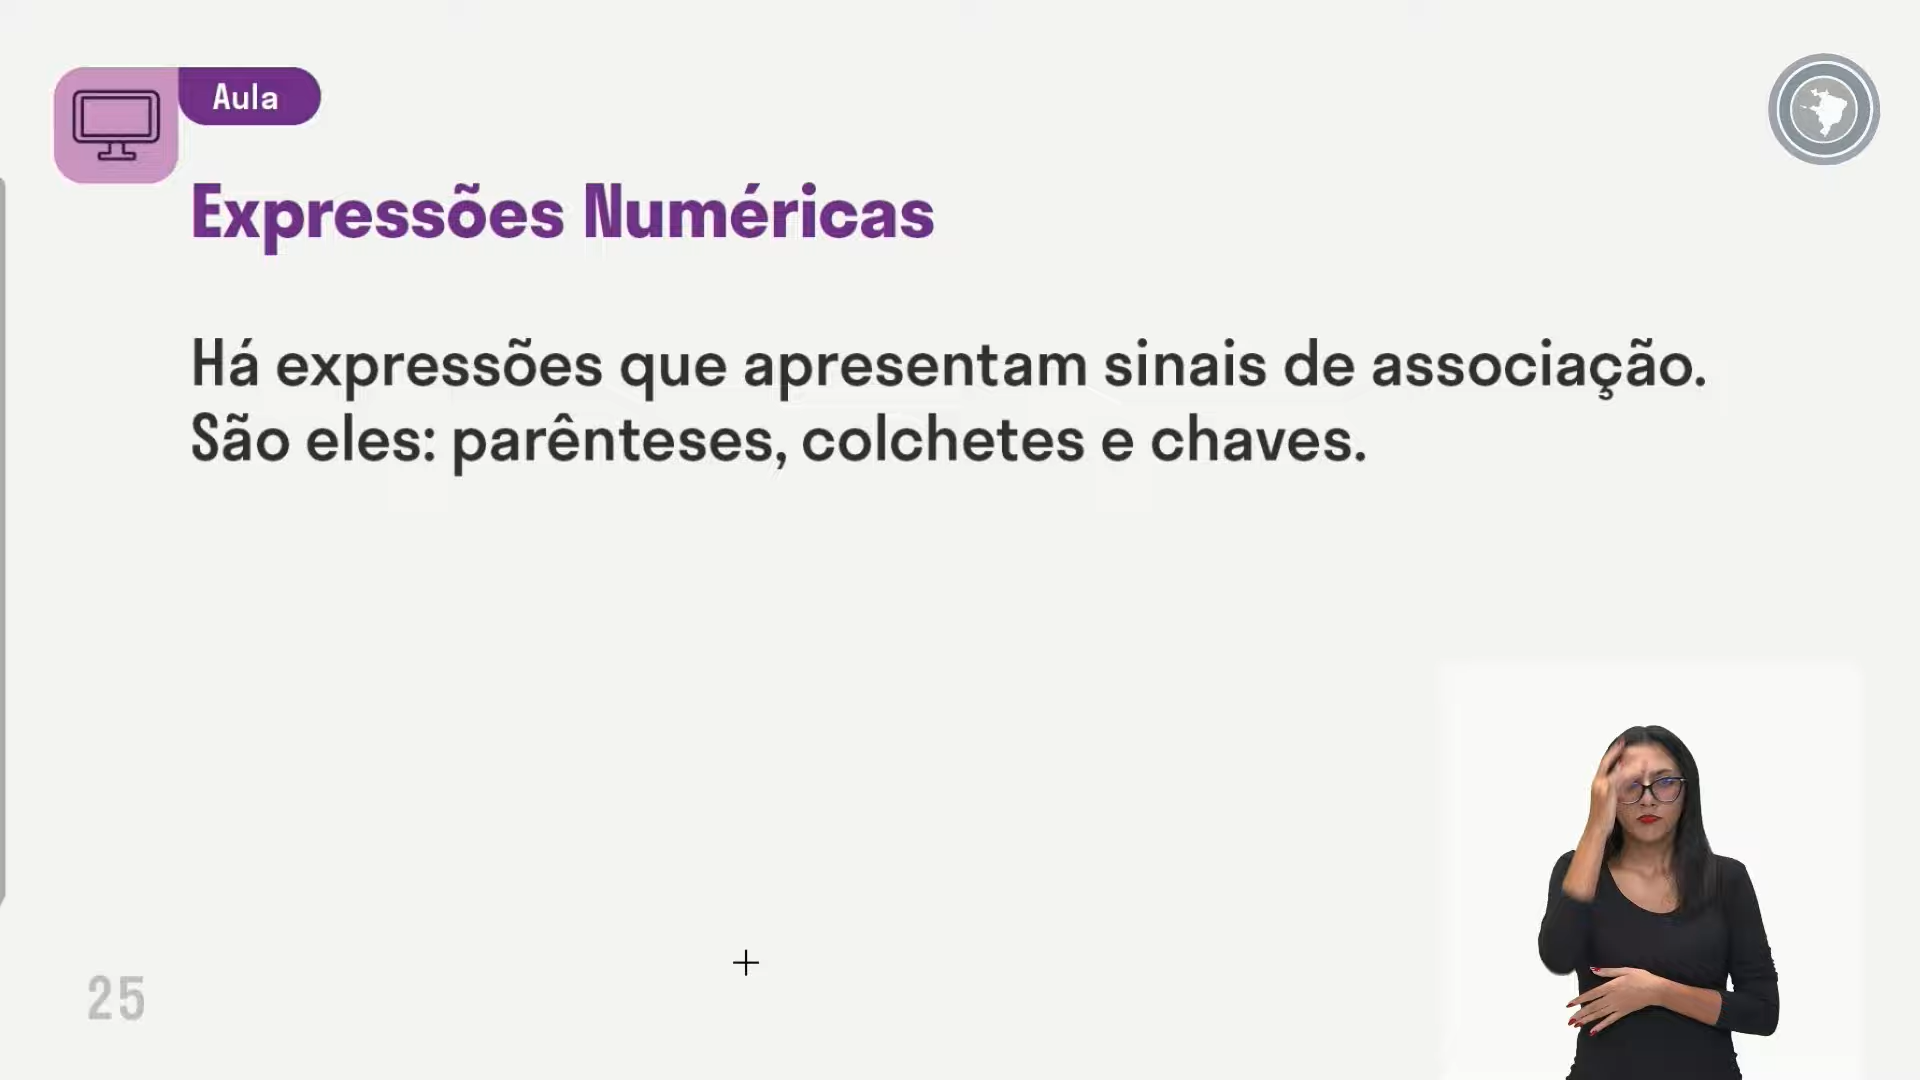 Aula
Expressões Numéricas
Há expressões que apresentam sinais de associação.
São eles: parênteses, colchetes e chaves.
25